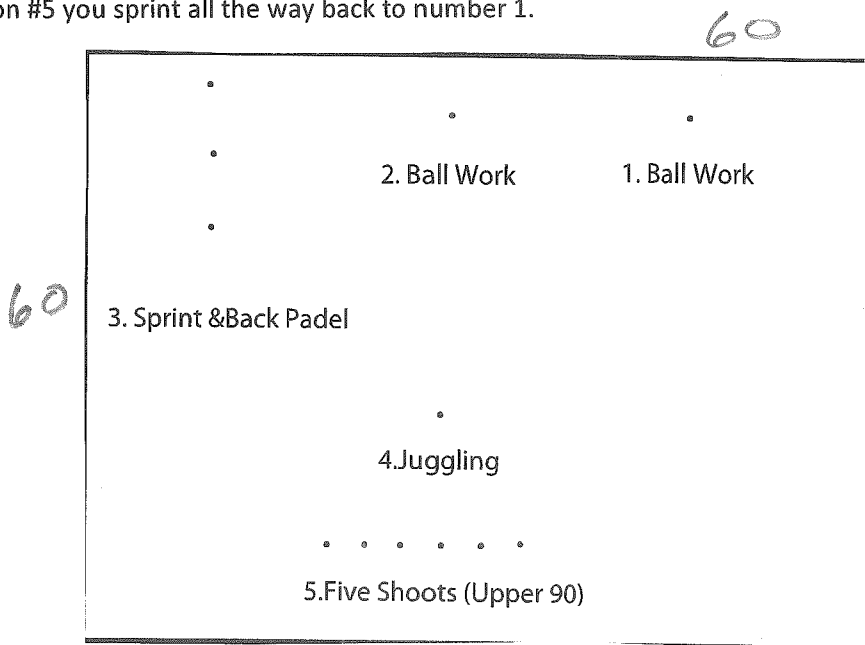 on #5 you sprint all the way back to number 1.
60
2. Ball Work
1. Ball Work
60
3. Sprint &Back Padel
4.Juggling
5.Five Shoots (Upper 90)